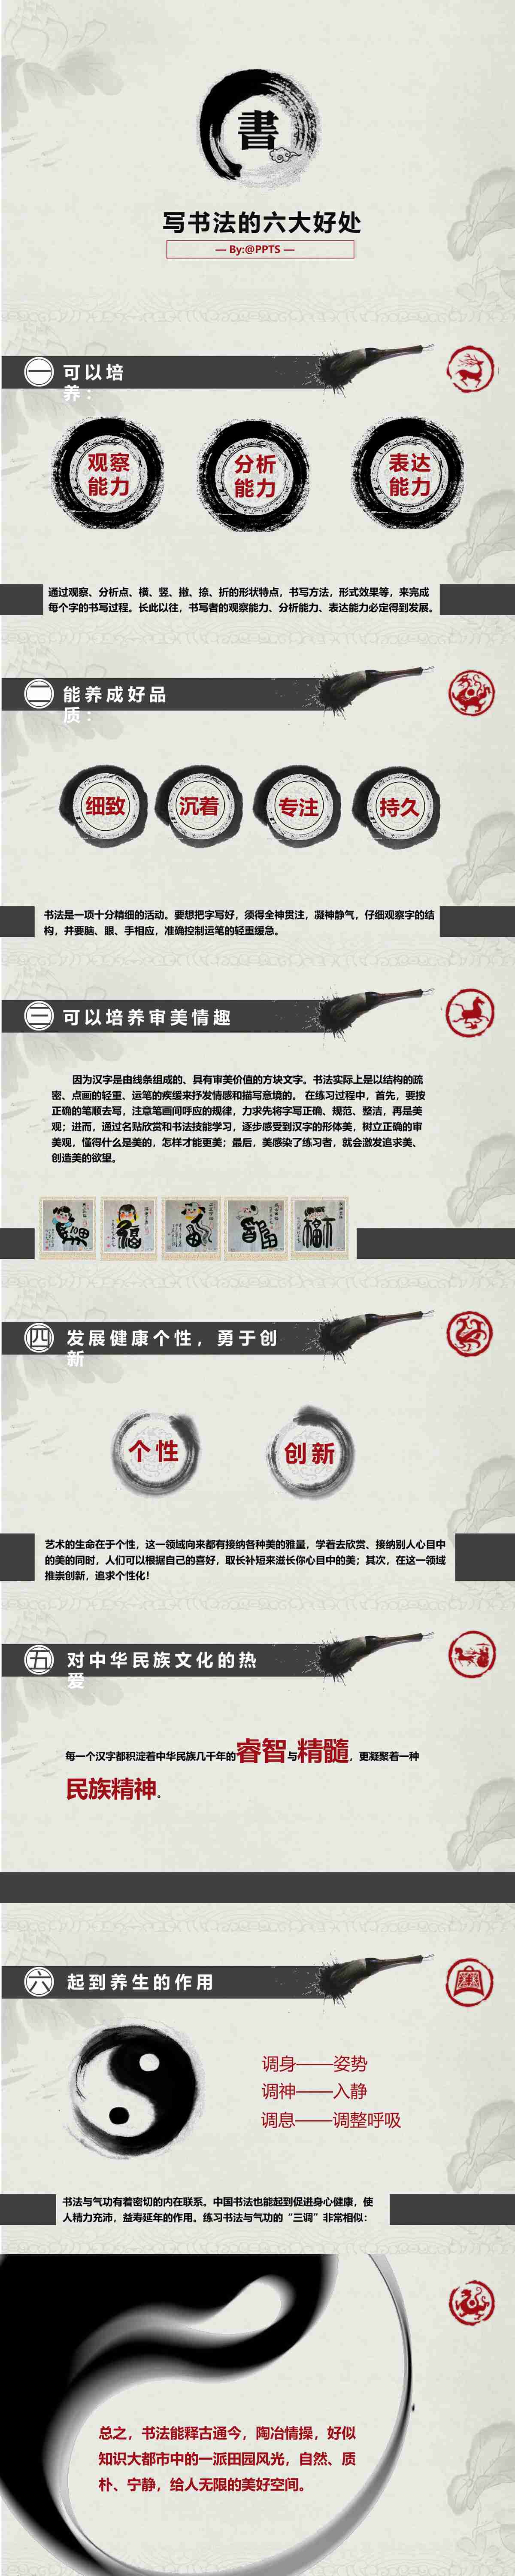 書
写书法的六大好处
— By:@PPTS —
一
可以培
养：
观察
能力
分析
能力
表达
能力
通过观察、分析点、横、竖、撇、捺、折的形状特点，书写方法，形式效果等，来完成
每个字的书写过程。长此以往，书写者的观察能力、分析能力、表达能力必定得到发展。
二
能养成好品
质：
细致
沉着
专注
持久
书法是一项十分精细的活动。要想把字写好，须得全神贯注，凝神静气，仔细观察字的结
构，并要脑、眼、手相应，准确控制运笔的轻重缓急。
三
可以培养审美情趣
因为汉字是由线条组成的、具有审美价值的方块文字。书法实际上是以结构的疏
密、点画的轻重、运笔的疾缓来抒发情感和描写意境的。 在练习过程中，首先，要按
正确的笔顺去写，注意笔画间呼应的规律，力求先将字写正确、规范、整洁，再是美
观；进而，通过名贴欣赏和书法技能学习，逐步感受到汉字的形体美，树立正确的审
美观，懂得什么是美的，怎样才能更美；最后，美感染了练习者，就会激发追求美、
创造美的欲望。
四
发展健康个性，勇于创
新
个性
创新
艺术的生命在于个性，这一领域向来都有接纳各种美的雅量，学着去欣赏、接纳别人心目中
的美的同时，人们可以根据自己的喜好，取长补短来滋长你心目中的美；其次，在这一领域
推崇创新，追求个性化！
五
对中华民族文化的热
爱
每一个汉字都积淀着中华民族几千年的睿智与精髓，更凝聚着一种
民族精神。
六
起到养生的作用
调身——姿势
调神——入静
调息——调整呼吸
书法与气功有着密切的内在联系。中国书法也能起到促进身心健康，使
人精力充沛，益寿延年的作用。练习书法与气功的“三调”非常相似：
总之，书法能释古通今，陶冶情操，好似
知识大都市中的一派田园风光，自然、质
朴、宁静，给人无限的美好空间。